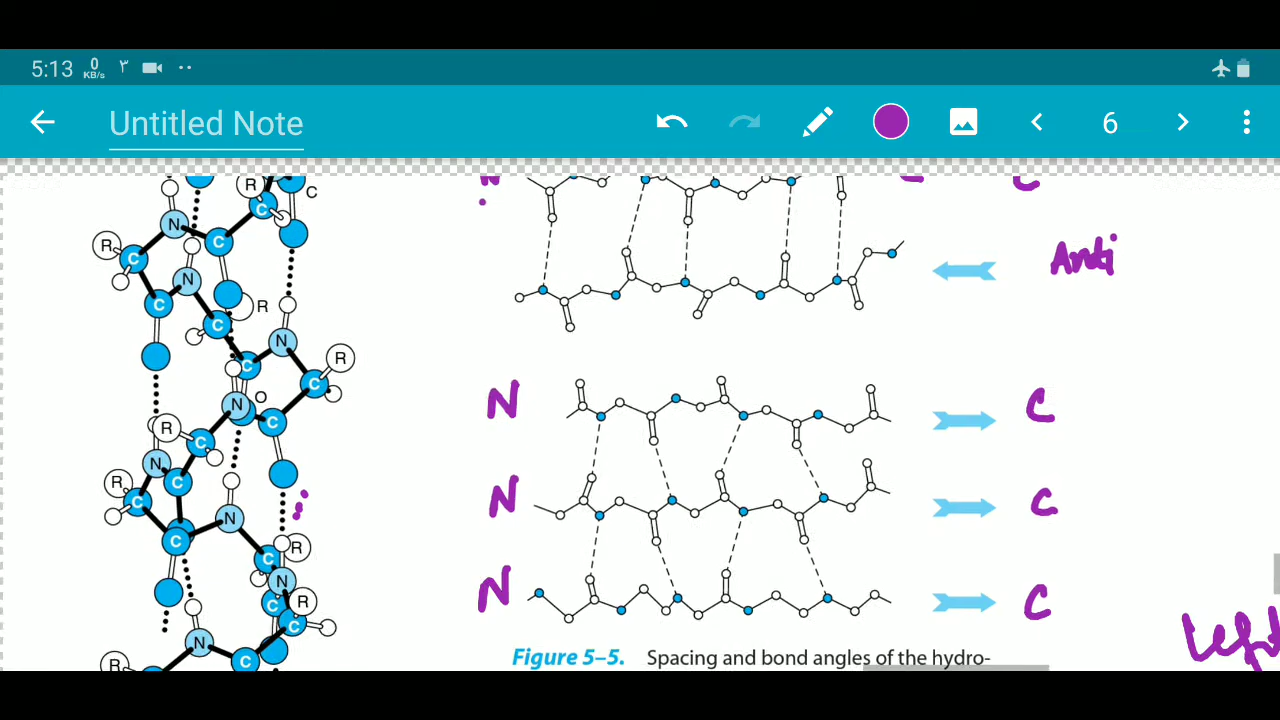 5:13 0 KB/s ٣
Untitled Note 6
R C
N C
R C C
N
C R
C
N R
C
O
N C
R
C
N
R C C
N
C R
C
N
C R
C
N C
R
Anti
N C
N C
N C
Left
Figure 5–5. Spacing and bond angles of the hydro-